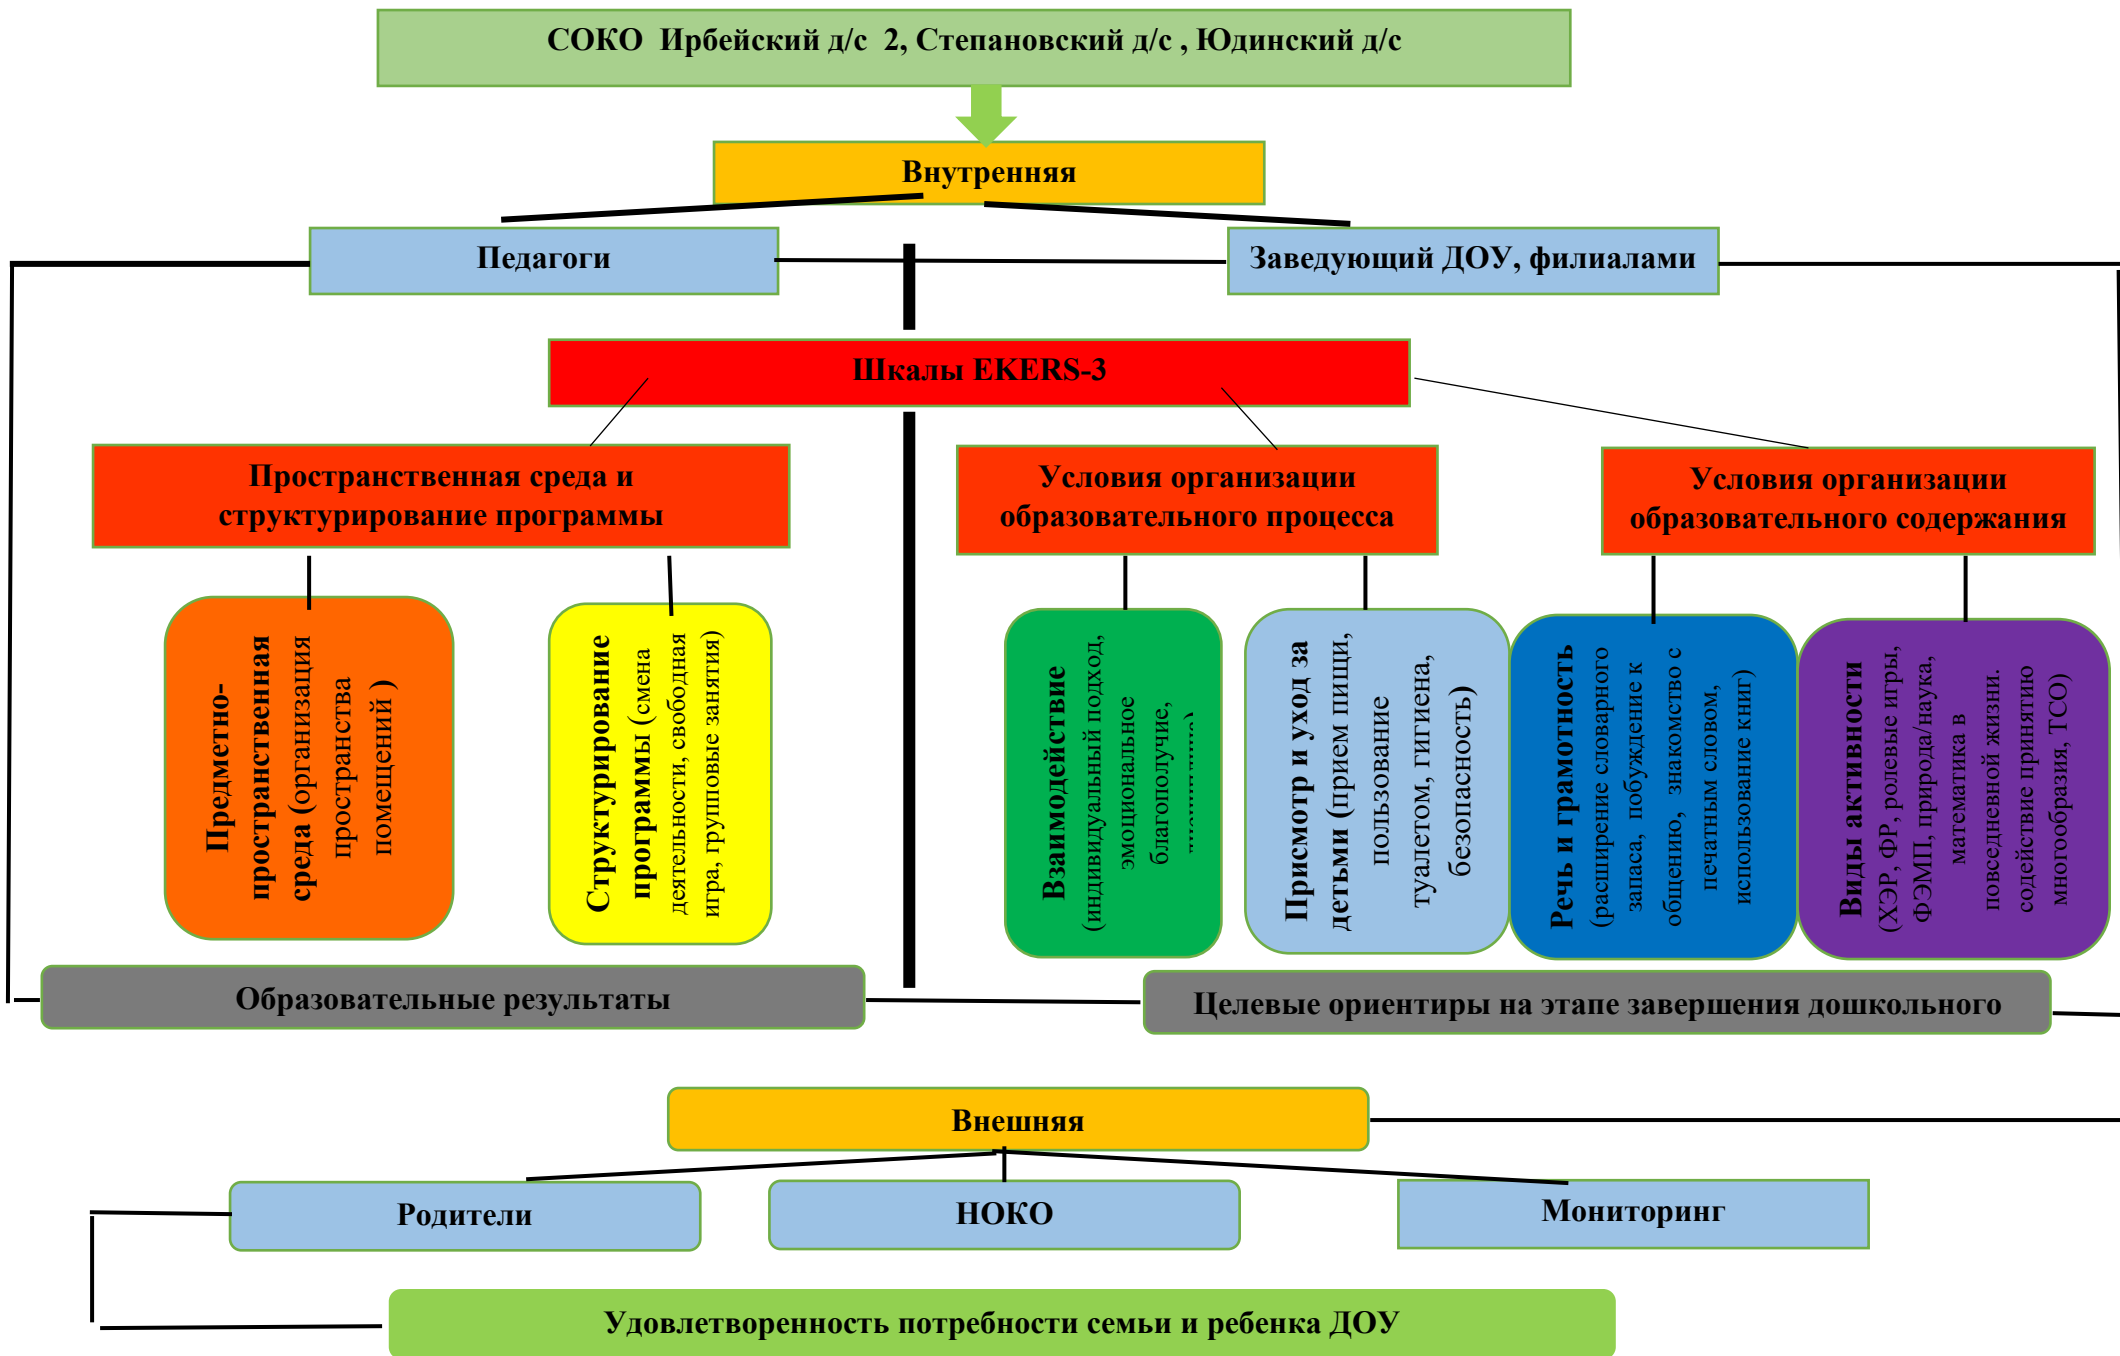 СОКО Ирбейский д/с 2, Степановский д/с , Юдинский д/с
Внутренняя
Педагоги
Заведующий ДОУ, филиалами
Шкалы EKERS-3
Пространственная среда и
структурирование программы
Условия организации
образовательного процесса
Условия организации
образовательного содержания
Предметно-
пространственная
среда (организация
пространства
помещений )
Структурирование
программы (смена
деятельности, свободная
игра, групповые занятия)
Взаимодействие
(индивидуальный подход,
эмоциональное
благополучие,
Присмотр и уход за
детьми (прием пищи,
пользование
туалетом, гигиена,
безопасность)
Речь и грамотность
(расширение словарного
запаса, побуждение к
общению, знакомство с
печатным словом,
использование книг)
Виды активности
(ХЭР, ФР, ролевые игры,
ФЭМП, природа/наука,
математика в
повседневной жизни.
содействие принятию
многообразия, ТСО)
Образовательные результаты
Целевые ориентиры на этапе завершения дошкольного
Внешняя
Родители
НОКО
Мониторинг
Удовлетворенность потребности семьи и ребенка ДОУ